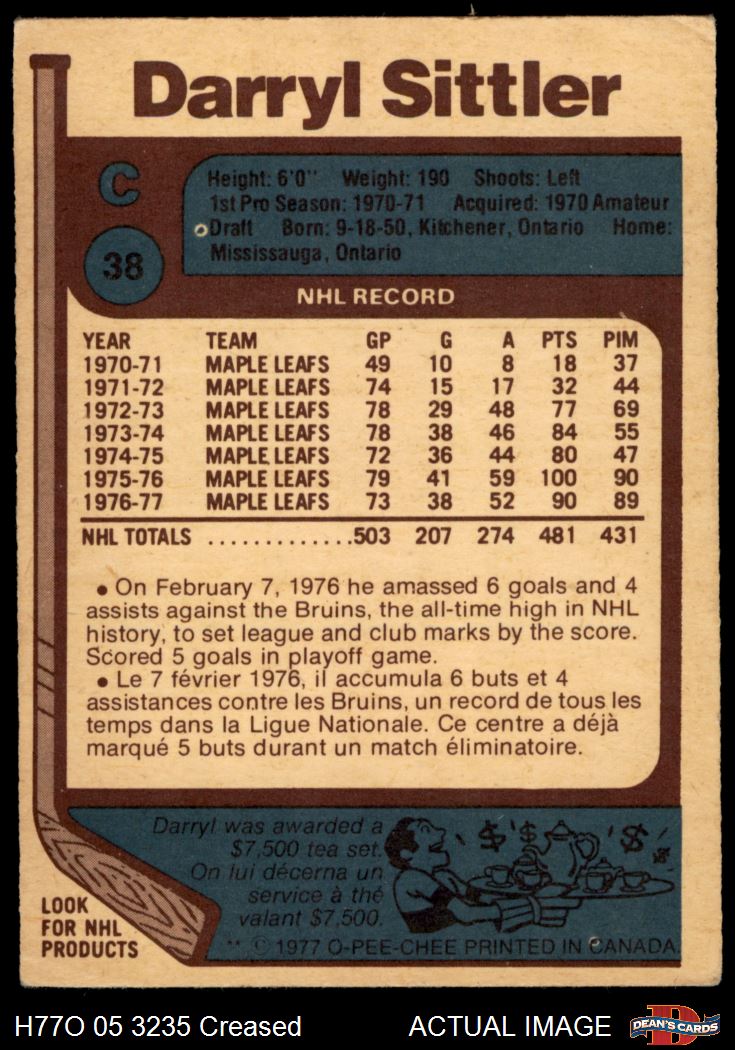 Darryl Sittler
C
38
Height: 6'0" Weight: 190 Shoots: Left
1st Pro Season: 1970-71 Acquired: 1970 Amateur
Draft Born: 9-18-50, Kitchener, Ontario Home:
Mississauga, Ontario
NHL RECORD
YEAR TEAM GP G A PTS PIM
1970-71 MAPLE LEAFS 49 10 8 18 37
1971-72 MAPLE LEAFS 74 15 17 32 44
1972-73 MAPLE LEAFS 78 29 48 77 69
1973-74 MAPLE LEAFS 78 38 46 84 55
1974-75 MAPLE LEAFS 72 36 44 80 47
1975-76 MAPLE LEAFS 79 41 59 100 90
1976-77 MAPLE LEAFS 73 38 52 90 89
NHL TOTALS .............503 207 274 481 431
• On February 7, 1976 he amassed 6 goals and 4
assists against the Bruins, the all-time high in NHL
history, to set league and club marks by the score.
Scored 5 goals in playoff game.
• Le 7 février 1976, il accumula 6 buts et 4
assistances contre les Bruins, un record de tous les
temps dans la Ligue Nationale. Ce centre a déjà
marqué 5 buts durant un match éliminatoire.
Darryl was awarded a
$7,500 tea set.
On lui décerna un
service à thé
valant $7,500.
$ $ $
LOOK
FOR NHL
PRODUCTS
** © 1977 O-PEE-CHEE PRINTED IN CANADA
H77O 05 3235 Creased ACTUAL IMAGE
D
DEAN'S CARDS